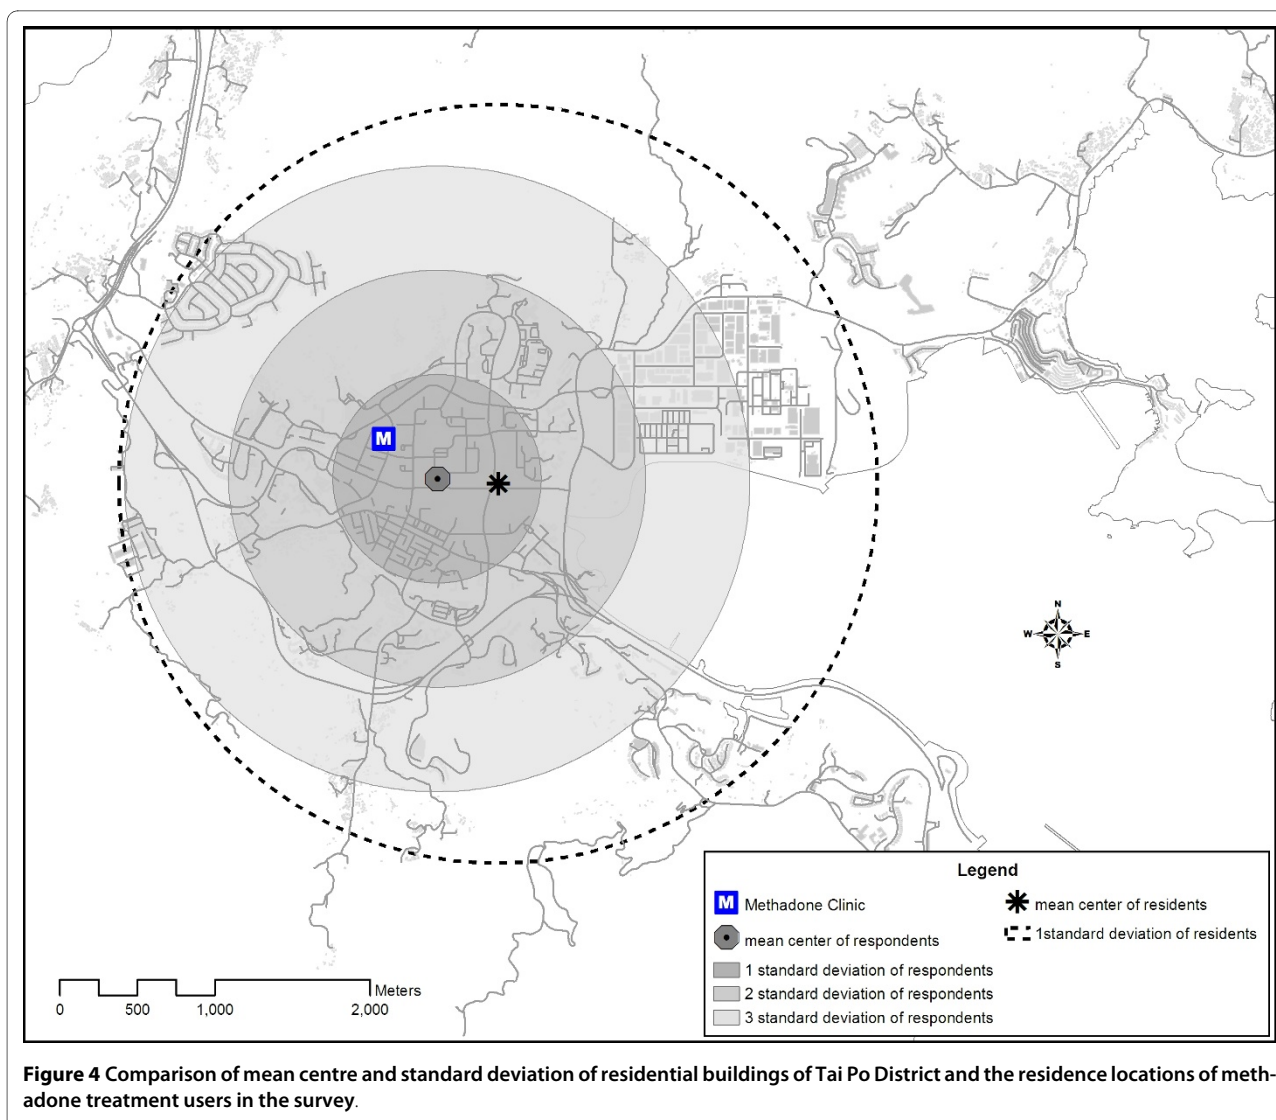 M
N
W E
S
Legend
M Methadone Clinic
mean center of residents
mean center of respondents
1standard deviation of residents
1 standard deviation of respondents
2 standard deviation of respondents
3 standard deviation of respondents
Meters
0 500 1,000 2,000
Figure 4 Comparison of mean centre and standard deviation of residential buildings of Tai Po District and the residence locations of meth-
adone treatment users in the survey.